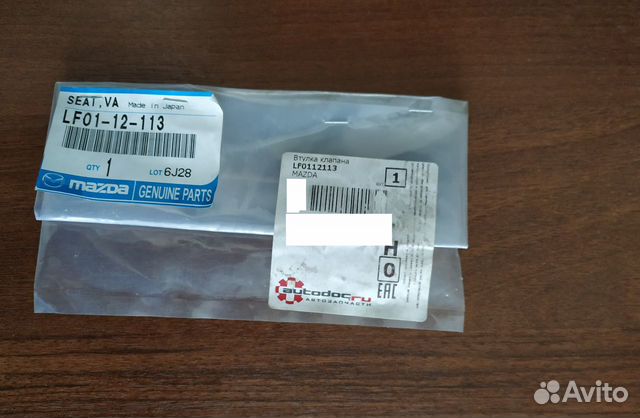 SEAT, VA Made in Japan
LF01-12-113
QTY 1 LOT 6J28
mazda GENUINE PARTS
Втулка клапана
LF0112113
MAZDA
1
Н
0
EAC
autodoc.ru
АВТОЗАПЧАСТИ
Avito